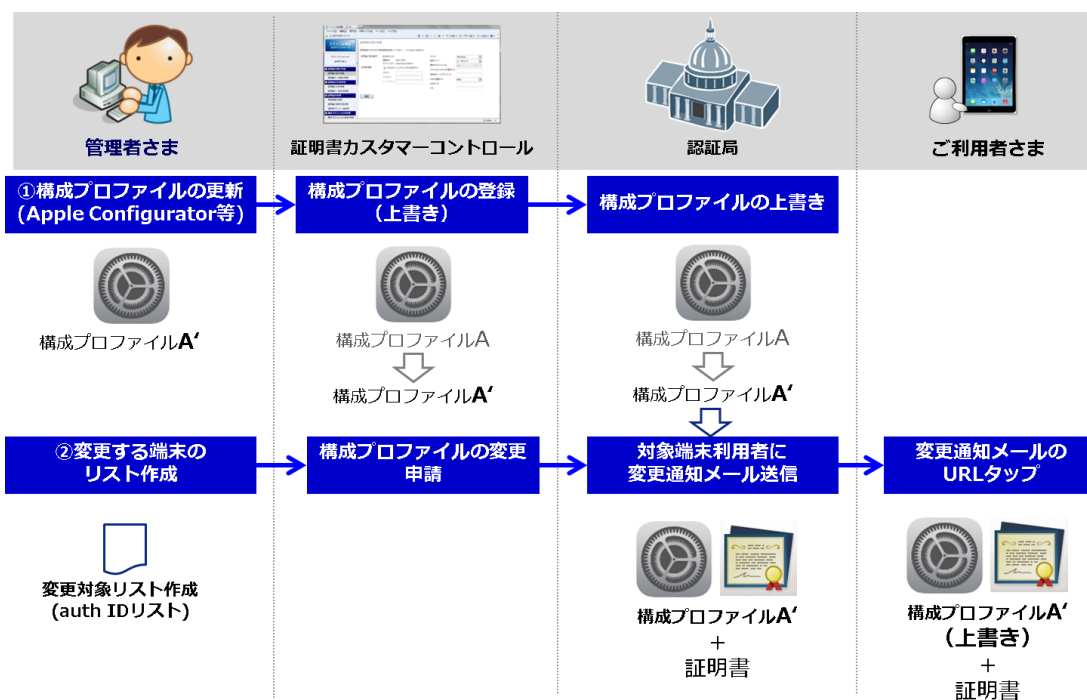 管理者さま
証明書カスタマーコントロール
認証局
ご利用者さま
①構成プロファイルの更新
(Apple Configurator等)
構成プロファイルの登録
（上書き）
構成プロファイルの上書き
構成プロファイルA‘
構成プロファイルA
構成プロファイルA‘
構成プロファイルA
構成プロファイルA‘
②変更する端末の
リスト作成
構成プロファイルの変更
申請
対象端末利用者に
変更通知メール送信
変更通知メールの
URLタップ
変更対象リスト作成
(auth IDリスト)
構成プロファイルA‘
+
証明書
構成プロファイルA‘
（上書き）
+
証明書